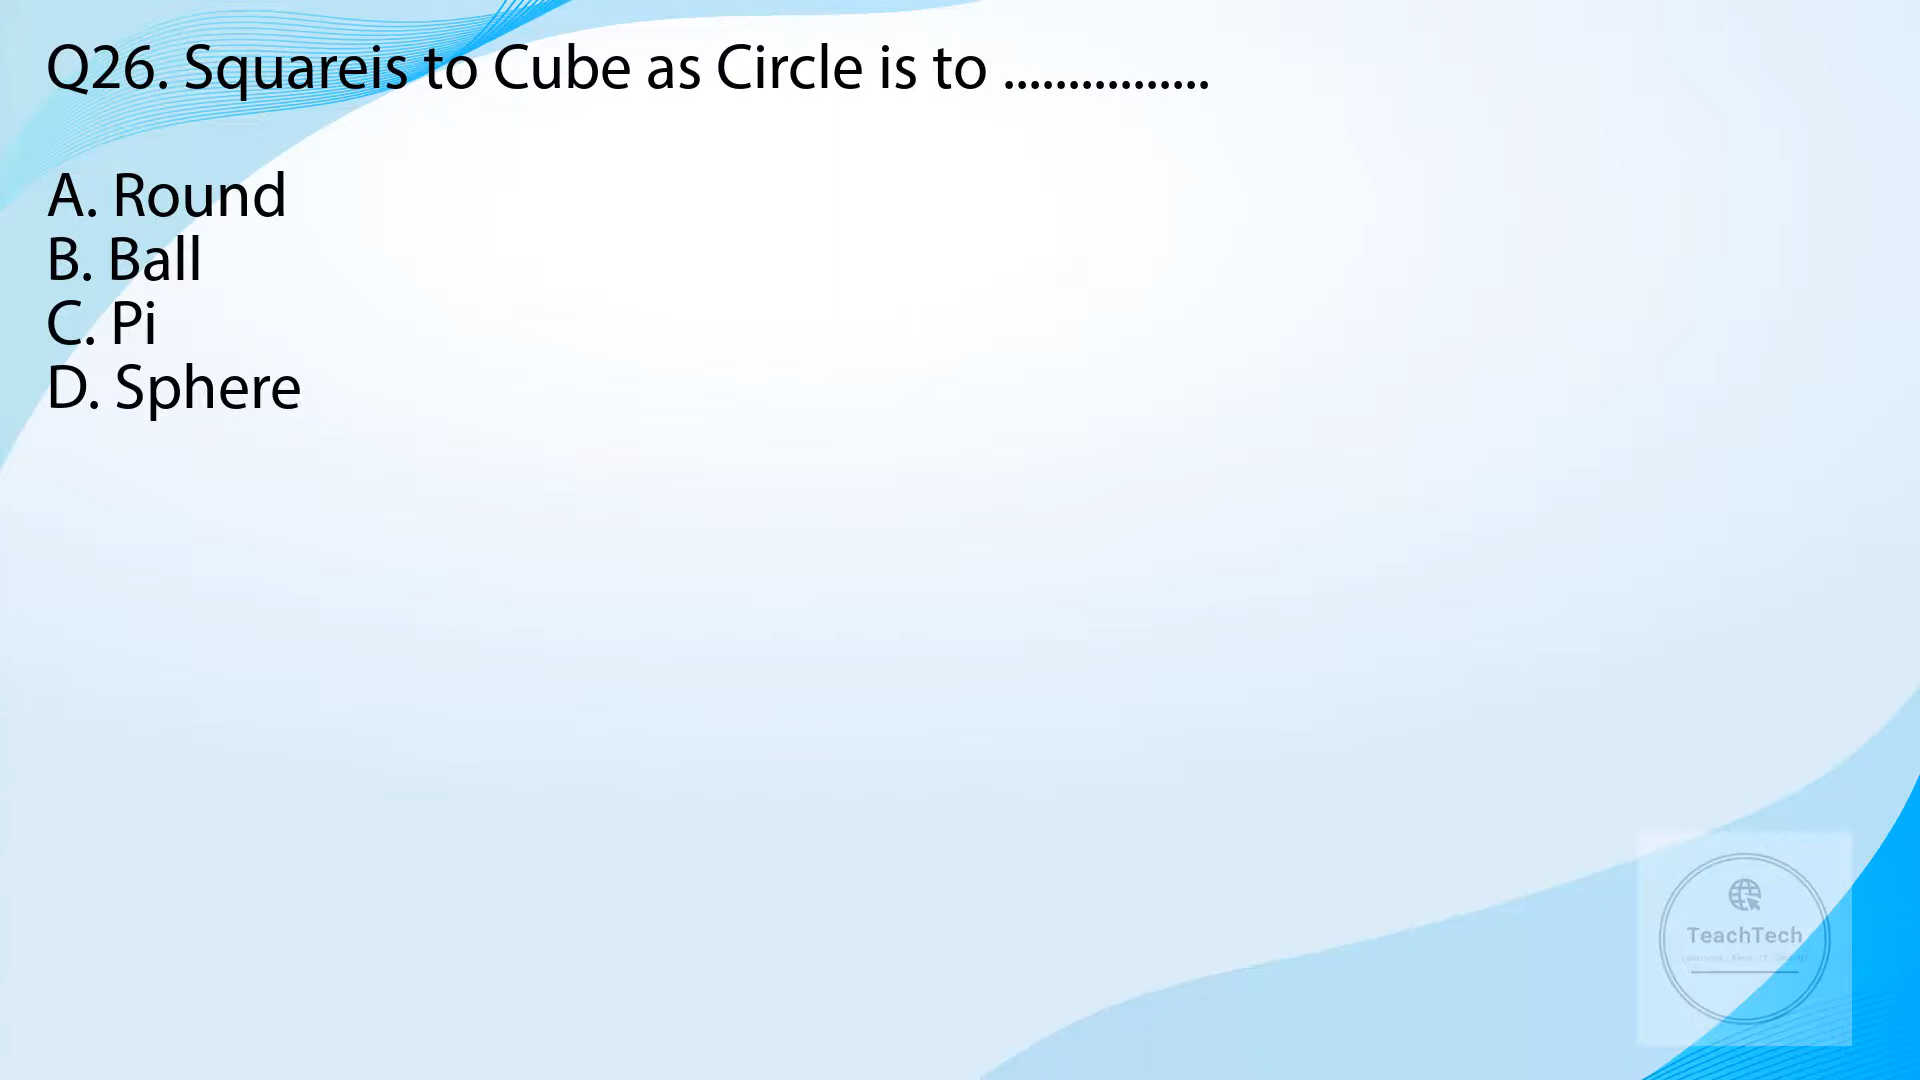 Q26. Squareis to Cube as Circle is to ................
A. Round
B. Ball
C. Pi
D. Sphere
TeachTech